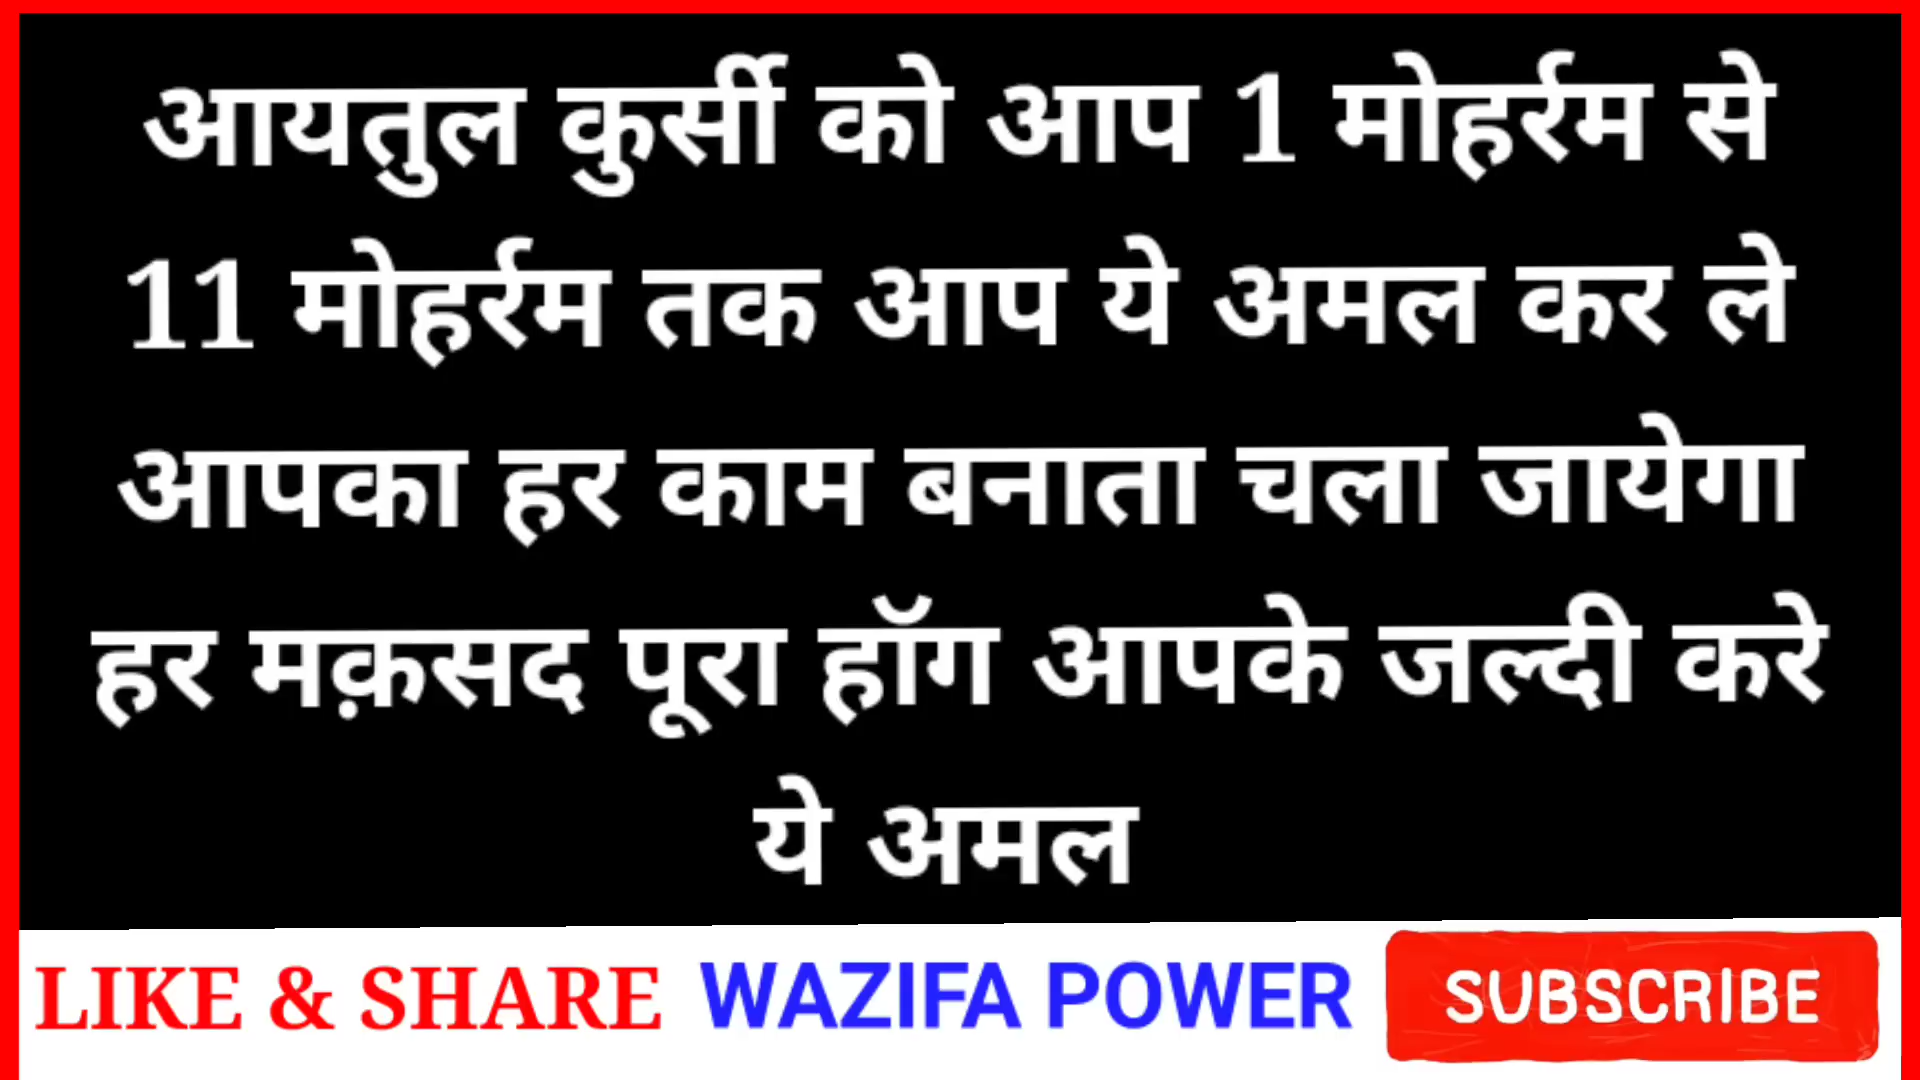 आयतुल कुर्सी को आप 1 मोहर्रम से
11 मोहर्रम तक आप ये अमल कर ले
आपका हर काम बनाता चला जायेगा
हर मक़सद पूरा हॉग आपके जल्दी करे
ये अमल
LIKE & SHARE WAZIFA POWER SUBSCRIBE